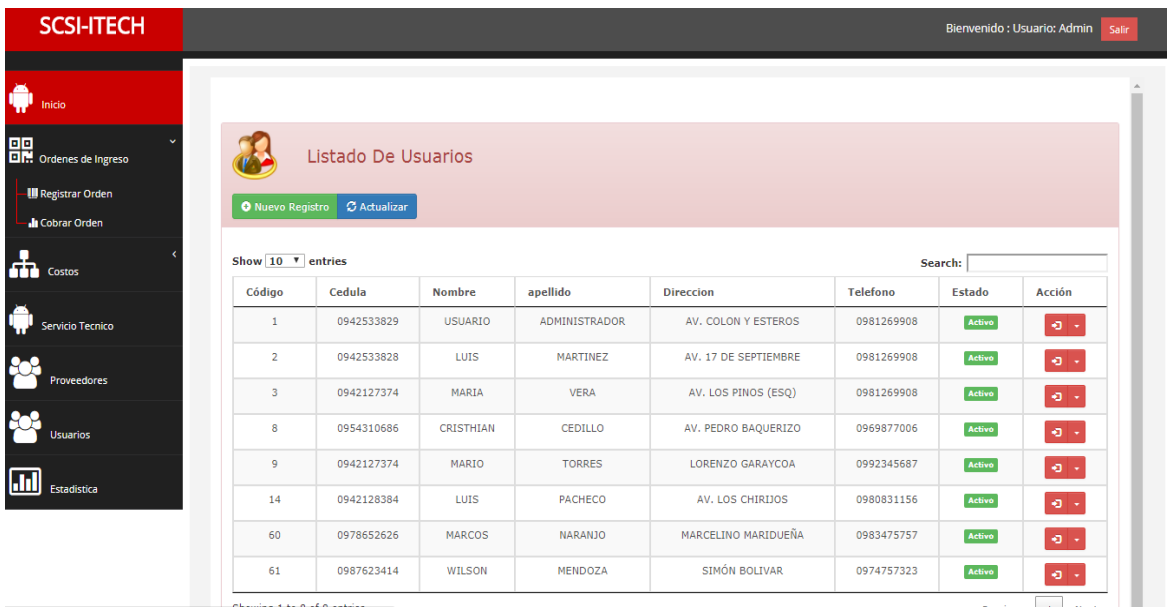 SCSI-ITECH
Bienvenido : Usuario: Admin Salir
Inicio
Ordenes de Ingreso
Registrar Orden
Cobrar Orden
Costos
Servicio Tecnico
Proveedores
Usuarios
Estadistica
Listado De Usuarios
Nuevo Registro Actualizar
Show 10 entries Search:
Código Cedula Nombre apellido Direccion Telefono Estado Acción
1 0942533829 USUARIO ADMINISTRADOR AV. COLON Y ESTEROS 0981269908 Activo
2 0942533828 LUIS MARTINEZ AV. 17 DE SEPTIEMBRE 0981269908 Activo
3 0942127374 MARIA VERA AV. LOS PINOS (ESQ) 0981269908 Activo
8 0954310686 CRISTHIAN CEDILLO AV. PEDRO BAQUERIZO 0969877006 Activo
9 0942127374 MARIO TORRES LORENZO GARAYCOA 0992345687 Activo
14 0942128384 LUIS PACHECO AV. LOS CHIRIJOS 0980831156 Activo
60 0978652626 MARCOS NARANJO MARCELINO MARIDUEÑA 0983475757 Activo
61 0987623414 WILSON MENDOZA SIMÓN BOLIVAR 0974757323 Activo